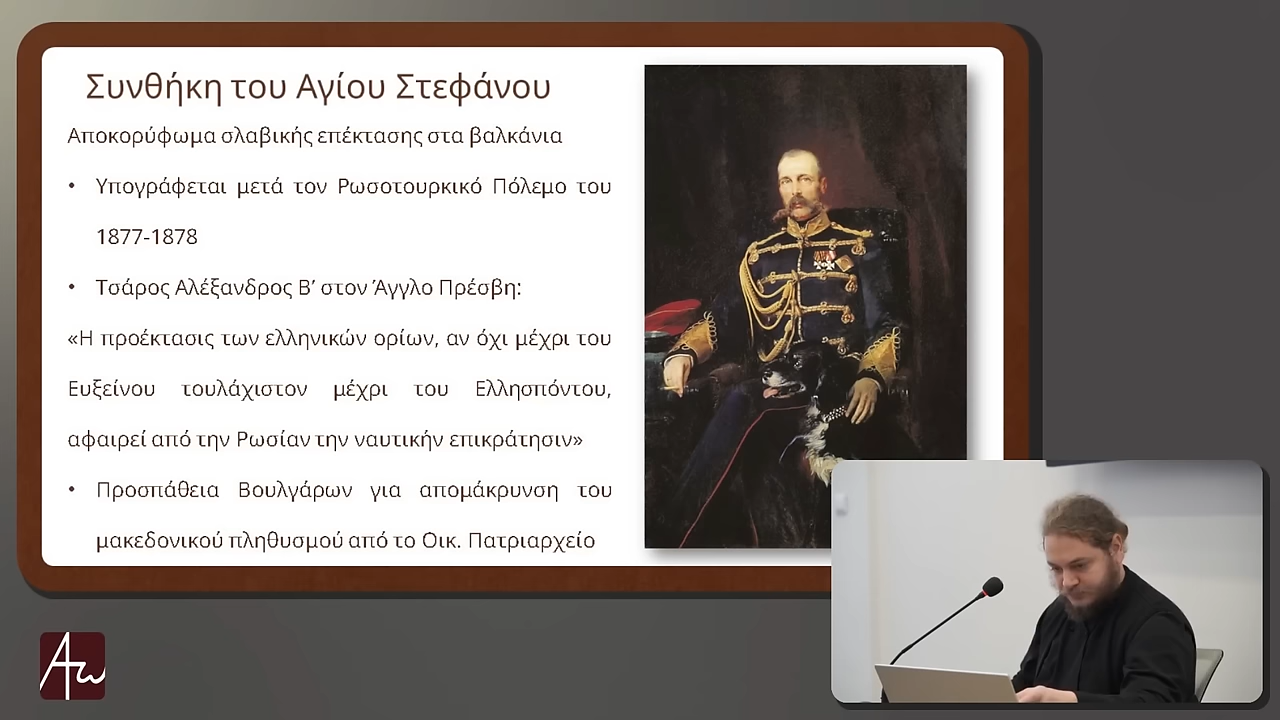 Συνθήκη του Αγίου Στεφάνου
Αποκορύφωμα σλαβικής επέκτασης στα βαλκάνια
• Υπογράφεται μετά τον Ρωσοτουρκικό Πόλεμο του
1877-1878
• Τσάρος Αλέξανδρος Β’ στον Άγγλο Πρέσβη:
«Η προέκτασις των ελληνικών ορίων, αν όχι μέχρι του
Ευξείνου τουλάχιστον μέχρι του Ελλησπόντου,
αφαιρεί από την Ρωσίαν την ναυτικήν επικράτησιν»
• Προσπάθεια Βουλγάρων για απομάκρυνση του
μακεδονικού πληθυσμού από το Οικ. Πατριαρχείο
Αω